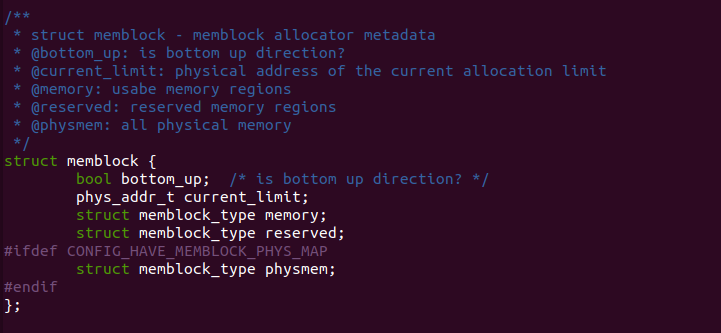 /**
 * struct memblock - memblock allocator metadata
 * @bottom_up: is bottom up direction?
 * @current_limit: physical address of the current allocation limit
 * @memory: usabe memory regions
 * @reserved: reserved memory regions
 * @physmem: all physical memory
 */
struct memblock {
        bool bottom_up;  /* is bottom up direction? */
        phys_addr_t current_limit;
        struct memblock_type memory;
        struct memblock_type reserved;
#ifdef CONFIG_HAVE_MEMBLOCK_PHYS_MAP
        struct memblock_type physmem;
#endif
};